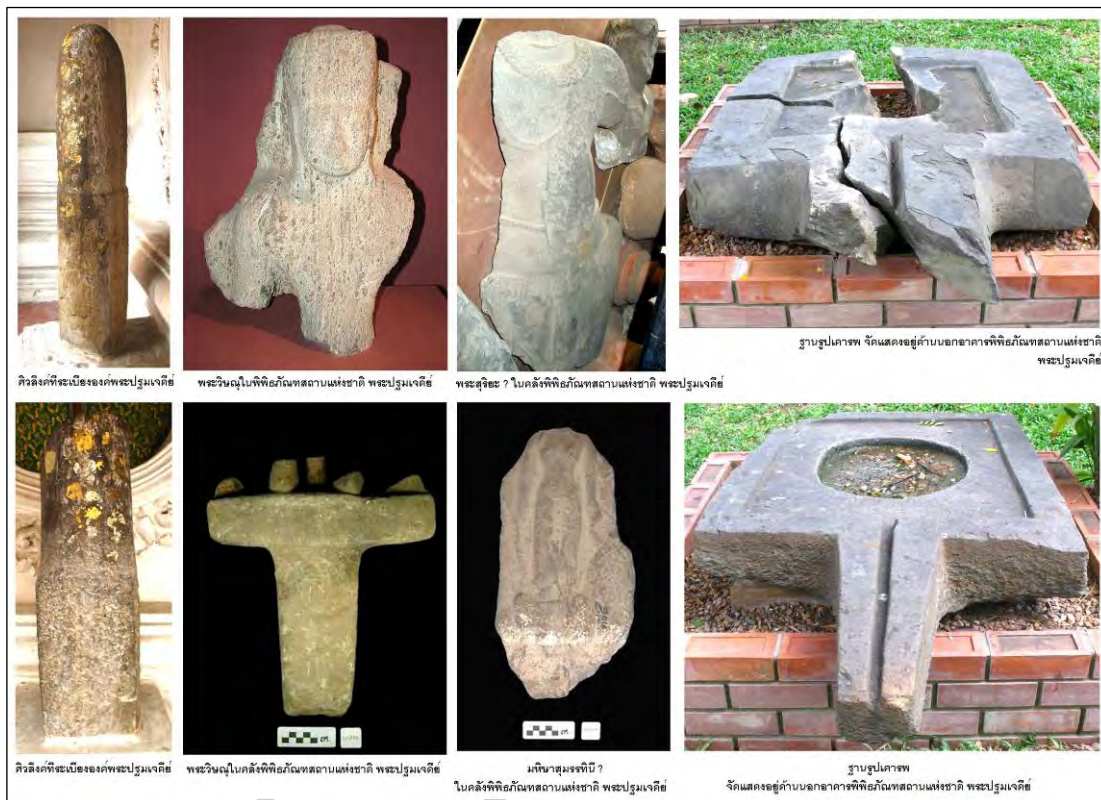 ศิวลึงค์ที่ระเบียงองค์พระปฐมเจดีย์
พระวิษณุในพิพิธภัณฑสถานแห่งชาติ พระปฐมเจดีย์
พระสุริยะ ? ในคลังพิพิธภัณฑสถานแห่งชาติ พระปฐมเจดีย์
ฐานรูปเคารพ จัดแสดงอยู่ด้านนอกอาคารพิพิธภัณฑสถานแห่งชาติ
พระปฐมเจดีย์
ศิวลึงค์ที่ระเบียงองค์พระปฐมเจดีย์
พระวิษณุในคลังพิพิธภัณฑสถานแห่งชาติ พระปฐมเจดีย์
cm.
มหิษาสุมรรทินี ?
ในคลังพิพิธภัณฑสถานแห่งชาติ พระปฐมเจดีย์
cm.
ฐานรูปเคารพ
จัดแสดงอยู่ด้านนอกอาคารพิพิธภัณฑสถานแห่งชาติ พระปฐมเจดีย์